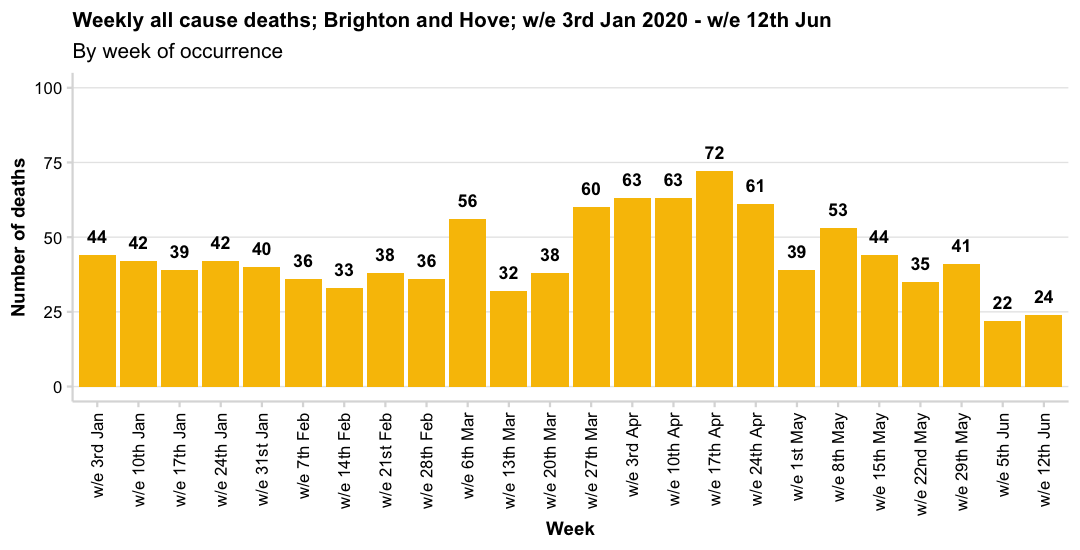 Weekly all cause deaths; Brighton and Hove; w/e 3rd Jan 2020 - w/e 12th Jun
By week of occurrence
Number of deaths
100
75
50
25
0
44
42
39
42
40
36
33
38
36
56
32
38
60
63
63
72
61
39
53
44
35
41
22
24
w/e 3rd Jan
w/e 10th Jan
w/e 17th Jan
w/e 24th Jan
w/e 31st Jan
w/e 7th Feb
w/e 14th Feb
w/e 21st Feb
w/e 28th Feb
w/e 6th Mar
w/e 13th Mar
w/e 20th Mar
w/e 27th Mar
w/e 3rd Apr
w/e 10th Apr
w/e 17th Apr
w/e 24th Apr
w/e 1st May
w/e 8th May
w/e 15th May
w/e 22nd May
w/e 29th May
w/e 5th Jun
w/e 12th Jun
Week